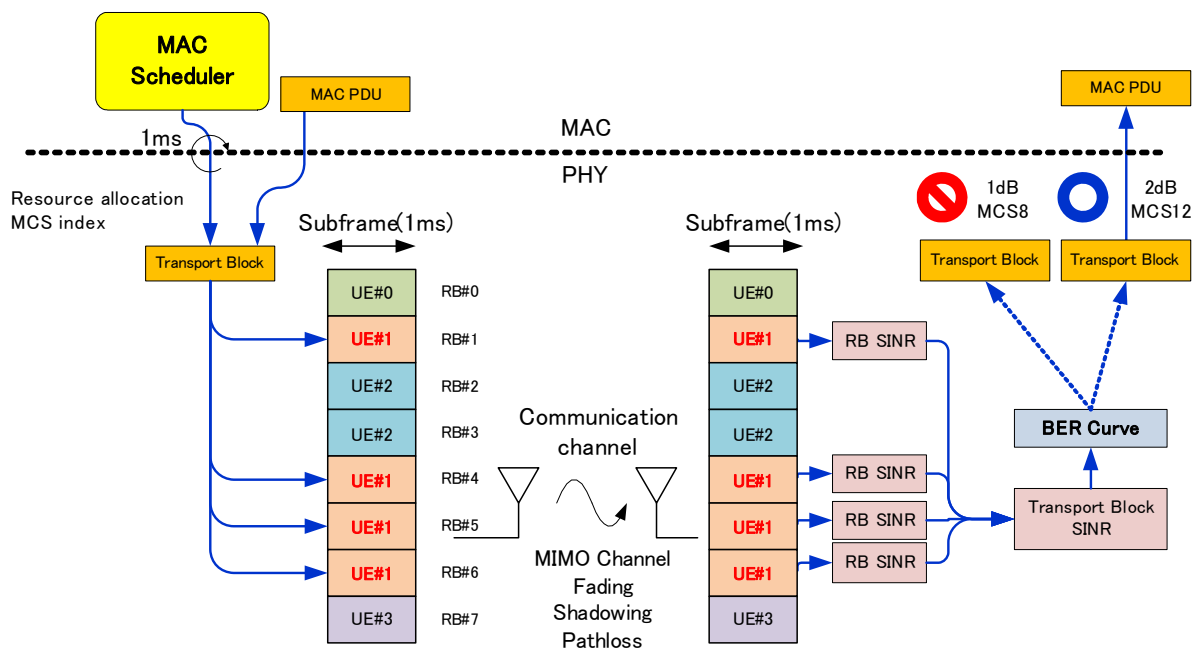 MAC
Scheduler
MAC PDU
1ms
MAC
PHY
Resource allocation
MCS index
Transport Block
Subframe(1ms)
UE#0
UE#1
UE#2
UE#2
UE#1
UE#1
UE#1
UE#3
RB#0
RB#1
RB#2
RB#3
RB#4
RB#5
RB#6
RB#7
Communication
channel
MIMO Channel
Fading
Shadowing
Pathloss
Subframe(1ms)
UE#0
UE#1
UE#2
UE#2
UE#1
UE#1
UE#1
UE#3
RB SINR
RB SINR
RB SINR
RB SINR
Transport Block
SINR
BER Curve
Transport Block
Transport Block
1dB
MCS8
2dB
MCS12
MAC PDU